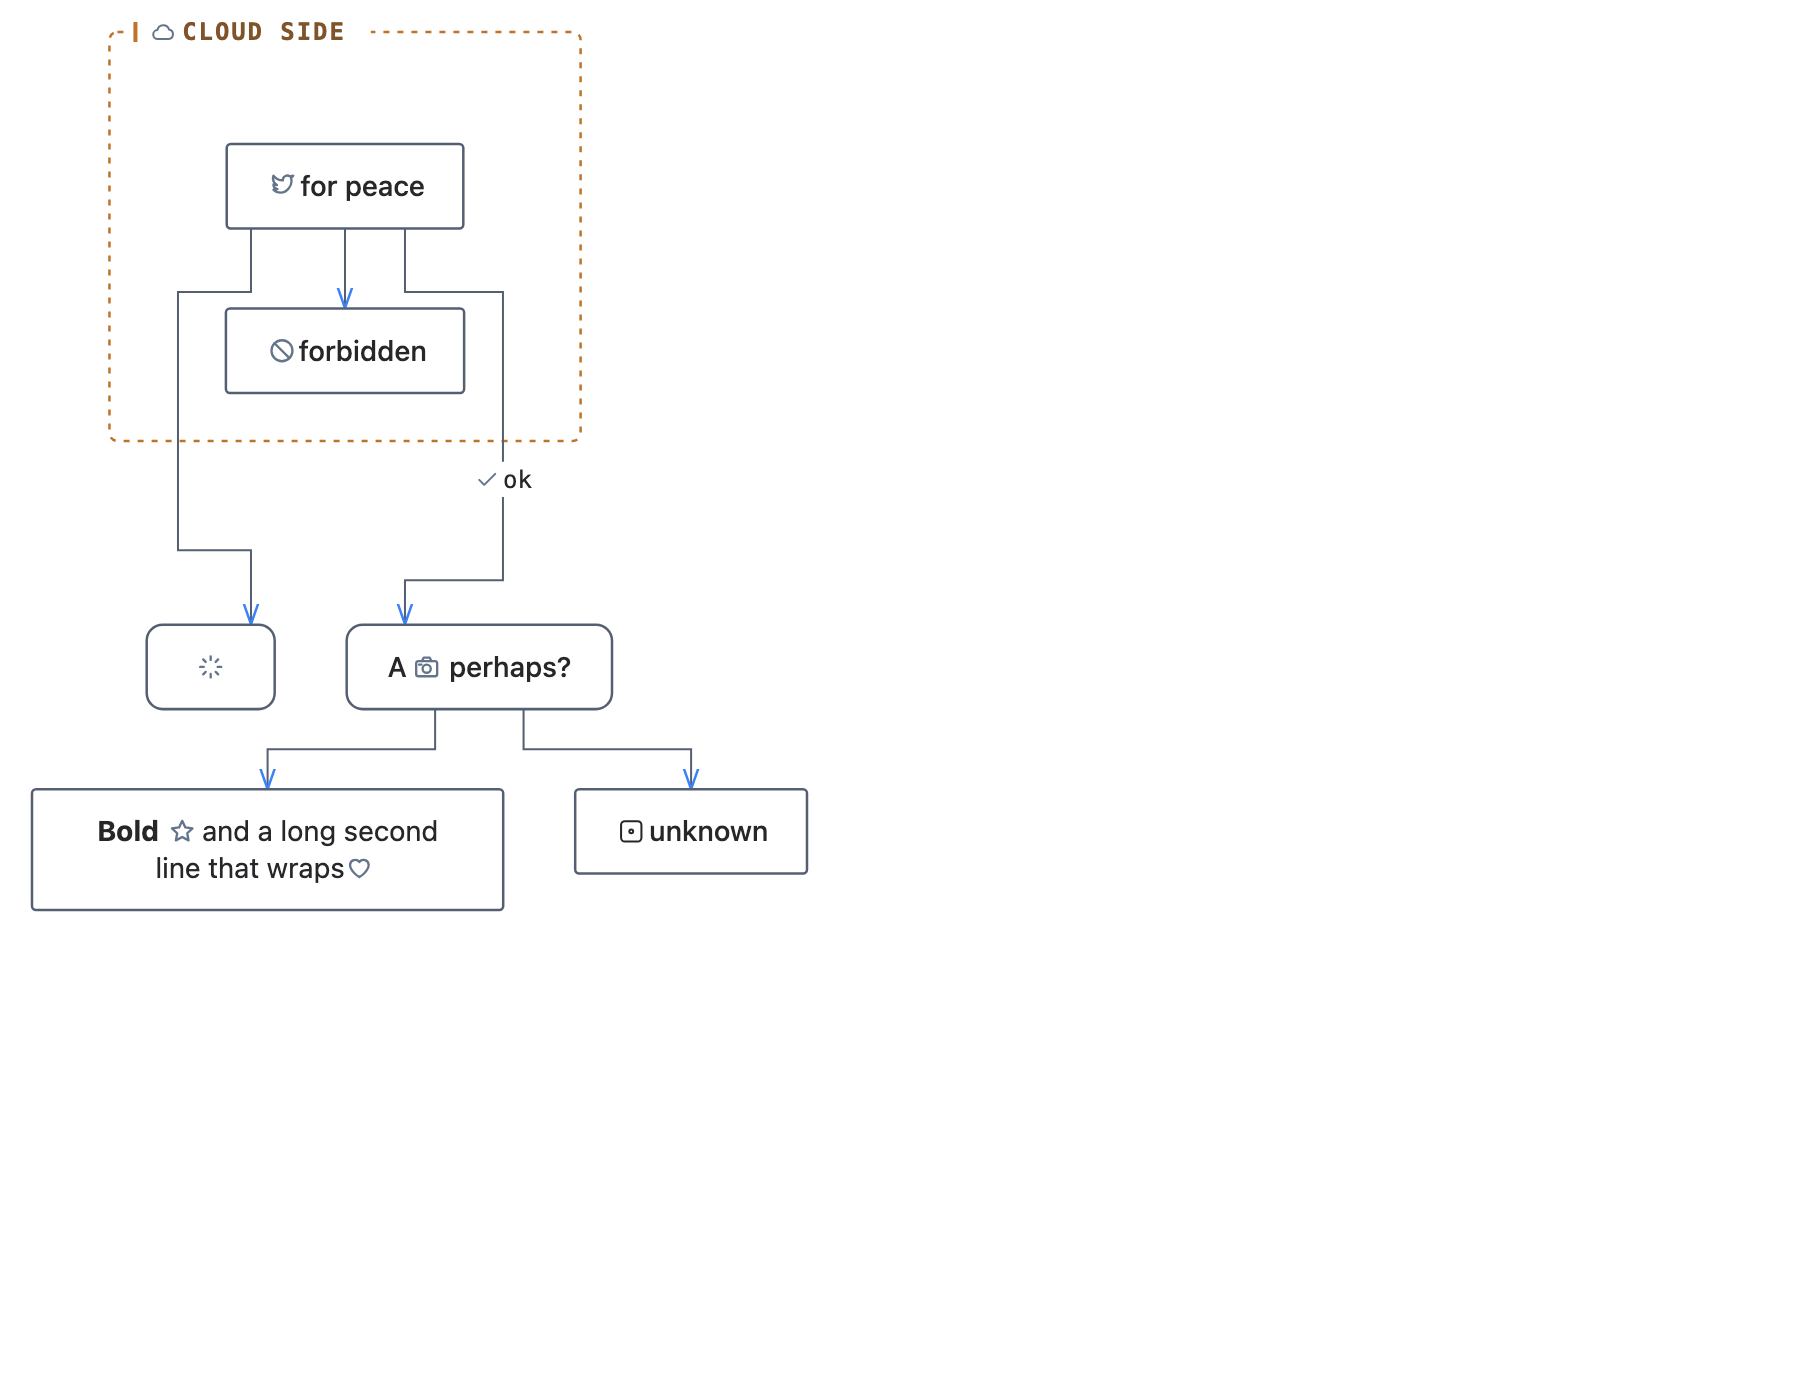 CLOUD SIDE
for peace
forbidden
ok
A perhaps?
Bold and a long second
line that wraps
unknown